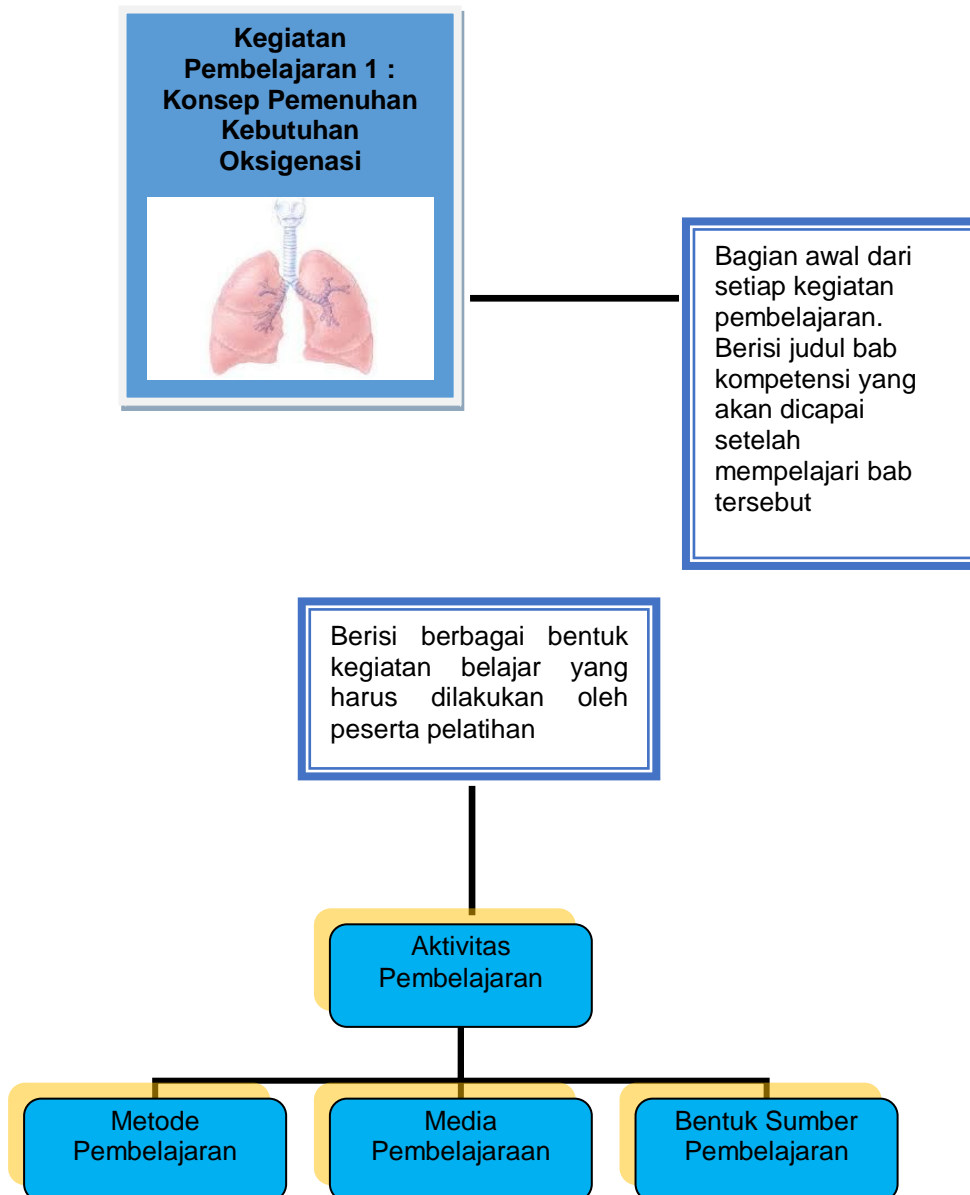 Kegiatan
Pembelajaran 1 :
Konsep Pemenuhan
Kebutuhan
Oksigenasi
Bagian awal dari
setiap kegiatan
pembelajaran.
Berisi judul bab
kompetensi yang
akan dicapai
setelah
mempelajari bab
tersebut
Berisi berbagai bentuk
kegiatan belajar yang
harus dilakukan oleh
peserta pelatihan
Aktivitas
Pembelajaran
Metode
Pembelajaran
Media
Pembelajaraan
Bentuk Sumber
Pembelajaran